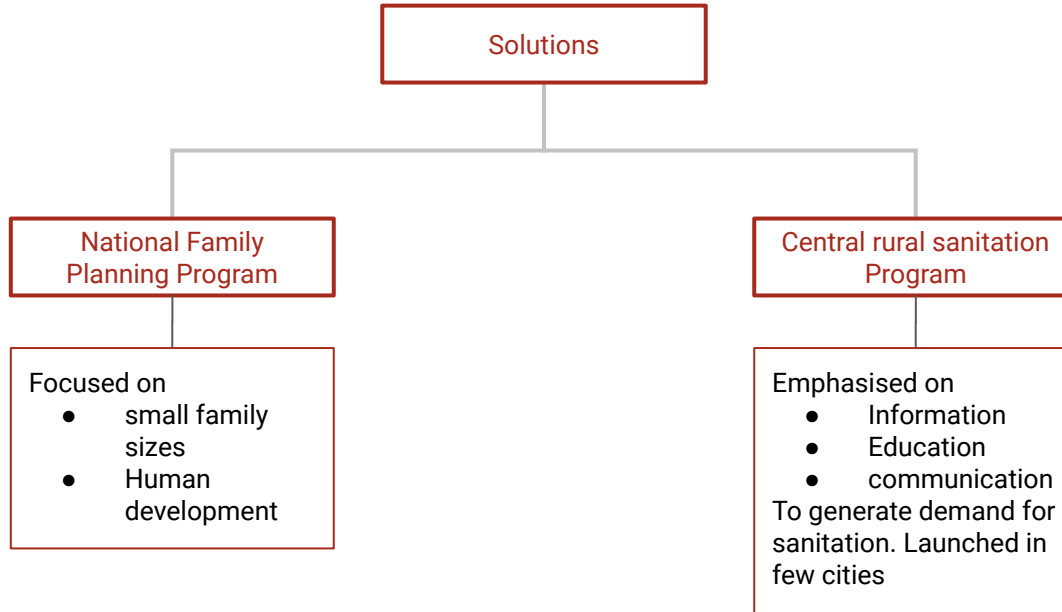 Solutions
National Family
Planning Program
Central rural sanitation
Program
Focused on
● small family
sizes
● Human
development
Emphasised on
● Information
● Education
● communication
To generate demand for
sanitation. Launched in
few cities